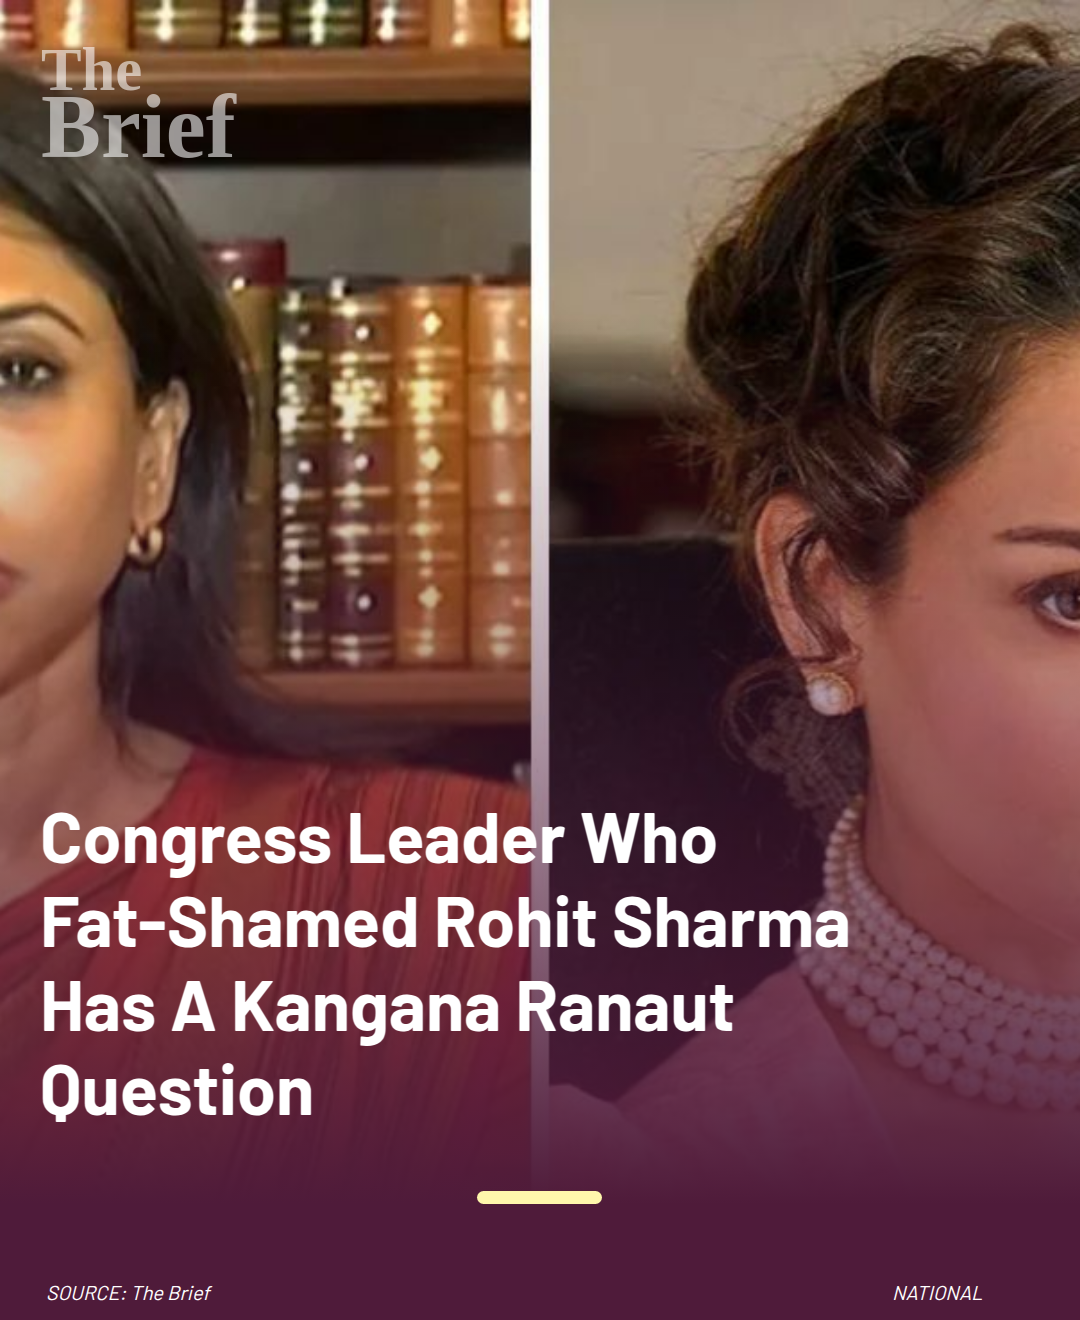 The
Brief
Congress Leader Who
Fat-Shamed Rohit Sharma
Has A Kangana Ranaut
Question
SOURCE: The Brief
NATIONAL